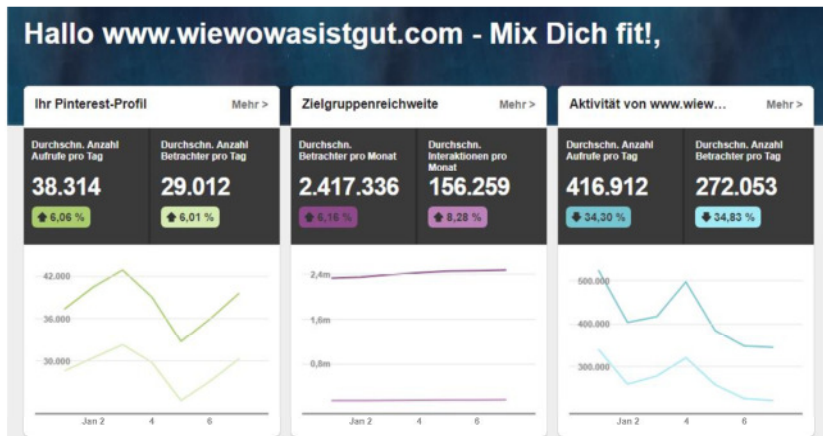 Hallo www.wiewowasistgut.com - Mix Dich fit!,
Ihr Pinterest-Profil
Mehr >
Durchschn. Anzahl
Aufrufe pro Tag
38.314
6,06 %
Durchschn. Anzahl
Betrachter pro Tag
29.012
6,01 %
42.000
36.000
30.000
Jan 2
4
6
Zielgruppenreichweite
Mehr >
Durchschn.
Betrachter pro Monat
2.417.336
6,16 %
Durchschn.
Interaktionen pro
Monat
156.259
8,28 %
2,4m
1,6m
0,8m
Jan 2
4
6
Aktivität von www.wiew…
Mehr >
Durchschn. Anzahl
Aufrufe pro Tag
416.912
34,30 %
Durchschn. Anzahl
Betrachter pro Tag
272.053
34,83 %
500.000
400.000
300.000
Jan 2
4
6